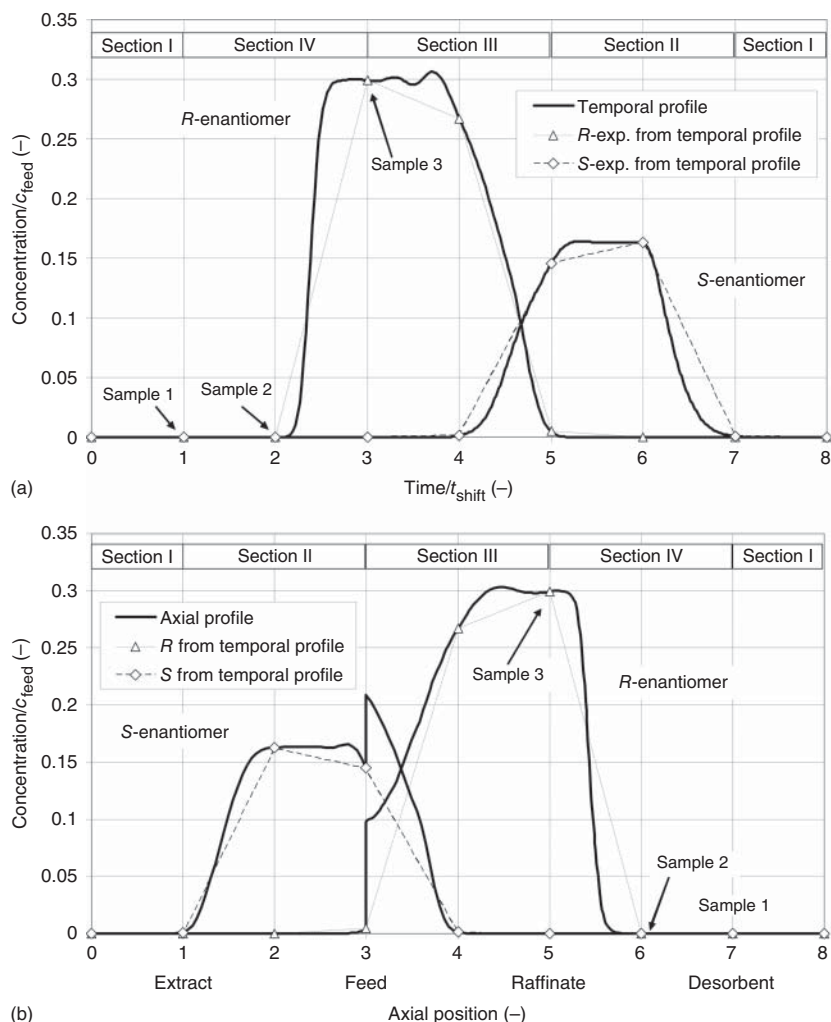 0.35
Section I Section IV Section III Section II Section I
0.3
R-enantiomer
Temporal profile
R-exp. from temporal profile
S-exp. from temporal profile
0.25
Sample 3
0.2
Concentration/c_feed (–)
0.15
S-enantiomer
0.1
Sample 1
Sample 2
0.05
0
0 1 2 3 4 5 6 7 8
(a)
Time/t_shift (–)
0.35
Section I Section II Section III Section IV Section I
0.3
Axial profile
R from temporal profile
S from temporal profile
0.25
Sample 3
R-enantiomer
0.2
Concentration/c_feed (–)
S-enantiomer
0.15
0.1
Sample 2
0.05
Sample 1
0
0 1 2 3 4 5 6 7 8
Extract Feed Raffinate Desorbent
(b)
Axial position (–)